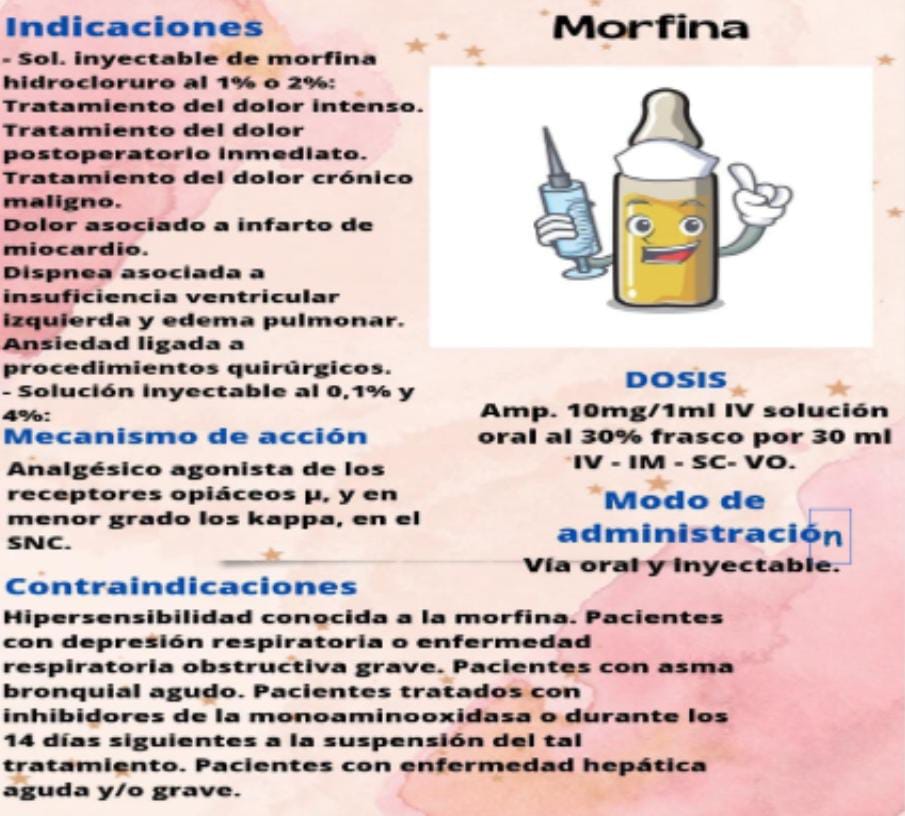 Morfina
Indicaciones
- Sol. inyectable de morfina
hidrocloruro al 1% o 2%:
Tratamiento del dolor intenso.
Tratamiento del dolor
postoperatorio inmediato.
Tratamiento del dolor crónico
maligno.
Dolor asociado a infarto de
miocardio.
Dispnea asociada a
insuficiencia ventricular
izquierda y edema pulmonar.
Ansiedad ligada a
procedimientos quirúrgicos.
- Solución inyectable al 0,1% y
4%:
Mecanismo de acción
Analgésico agonista de los
receptores opiáceos μ, y en
menor grado los kappa, en el
SNC.
DOSIS
Amp. 10mg/1ml IV solución
oral al 30% frasco por 30 ml
IV - IM - SC- VO.
Modo de
administración
Vía oral y inyectable.
Contraindicaciones
Hipersensibilidad conocida a la morfina. Pacientes
con depresión respiratoria o enfermedad
respiratoria obstructiva grave. Pacientes con asma
bronquial agudo. Pacientes tratados con
inhibidores de la monoaminooxidasa o durante los
14 días siguientes a la suspensión del tal
tratamiento. Pacientes con enfermedad hepática
aguda y/o grave.